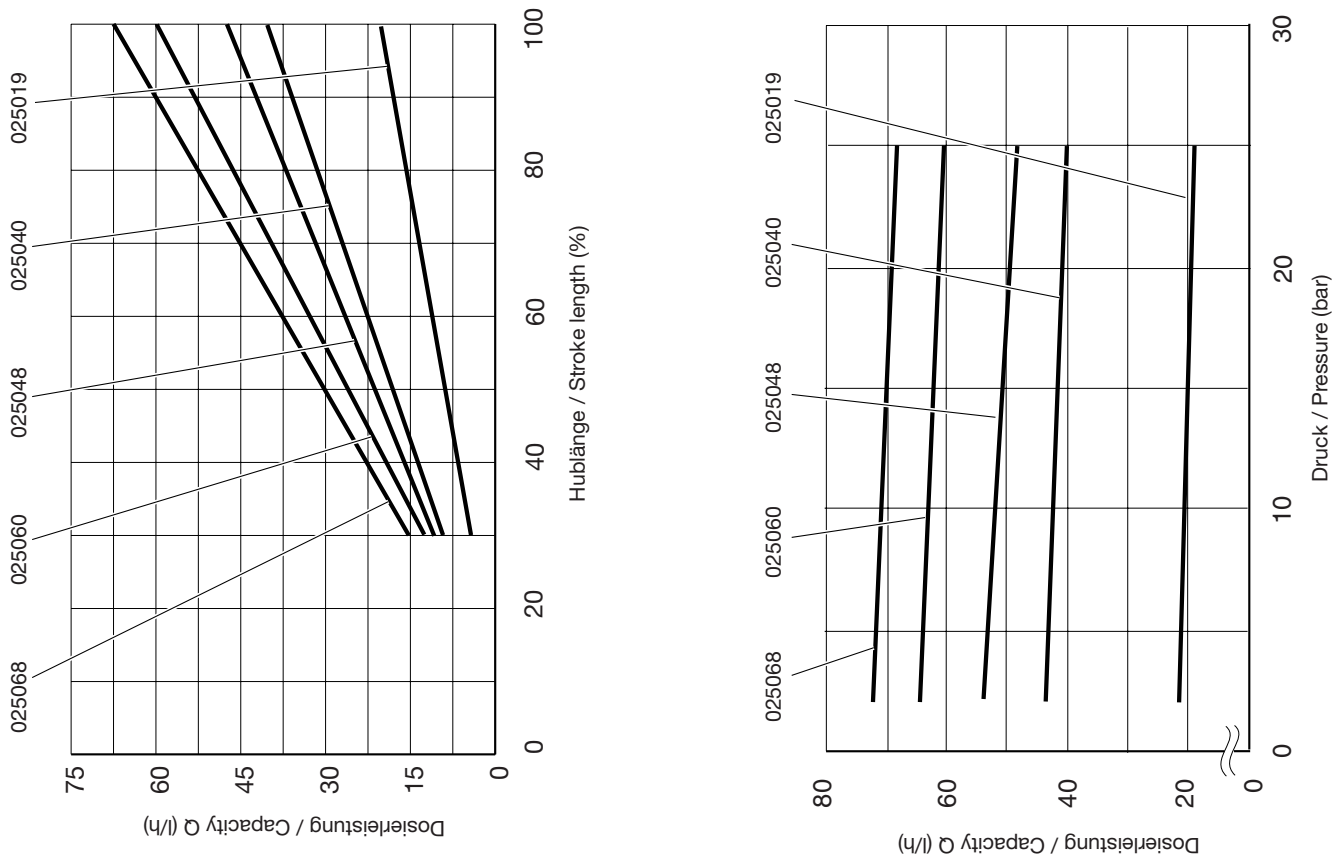 025068 025060 025048 025040 025019
75
60
45
30
15
0
Dosierleistung / Capacity Q (l/h)
0 20 40 60 80 100
Hublänge / Stroke length (%)
025068 025060 025048 025040 025019
80
60
40
20
0
Dosierleistung / Capacity Q (l/h)
0 10 20 30
Druck / Pressure (bar)